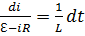 di/(ℇ−iR) = 1/L dt